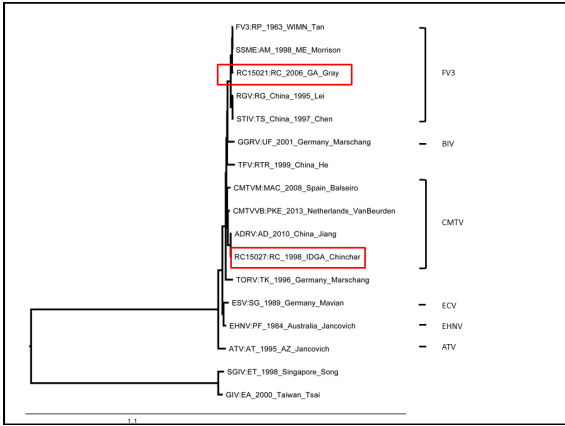 FV3:RP_1963_WIMN_Tan
SSME:AM_1998_ME_Morrison
RC15021:RC_2006_GA_Gray
FV3
RGV:RG_China_1995_Lei
STIV:TS_China_1997_Chen
GGRV:UF_2001_Germany_Marschang
BIV
TFV:RTR_1999_China_He
CMTVM:MAC_2008_Spain_Balseiro
CMTVVB:PKE_2013_Netherlands_VanBeurden
CMTV
ADRV:AD_2010_China_Jiang
RC15027:RC_1998_IDGA_Chinchar
TORV:TK_1996_Germany_Marschang
ESV:SG_1989_Germany_Mavian
ECV
EHNV:PF_1984_Australia_Jancovich
EHNV
ATV:AT_1995_AZ_Jancovich
ATV
SGIV:ET_1998_Singapore_Song
GIV:EA_2000_Taiwan_Tsai
1.1